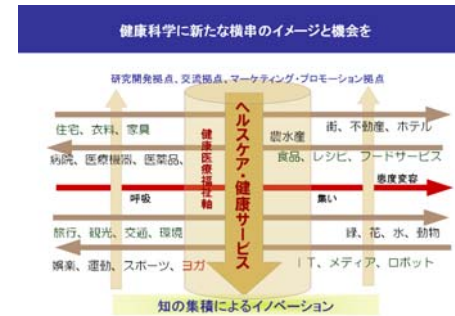 健康科学に新たな横串のイメージと機会を
研究開発拠点、交流拠点、マーケティング・プロモーション拠点
住宅、衣料、家具
健康医療福祉軸
ヘルスケア・健康サービス
農水産
街、不動産、ホテル
病院、医療機器、医薬品、
食品、レシピ、フードサービス
態度変容
呼吸
集い
旅行、観光、交通、環境
緑、花、水、動物
娯楽、運動、スポーツ、ヨガ
IT、メディア、ロボット
知の集積によるイノベーション